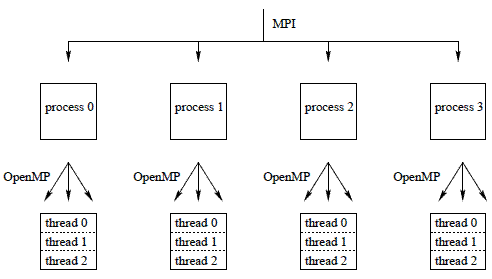 MPI
process 0 process 1 process 2 process 3
OpenMP OpenMP OpenMP OpenMP
thread 0 thread 0 thread 0 thread 0
thread 1 thread 1 thread 1 thread 1
thread 2 thread 2 thread 2 thread 2